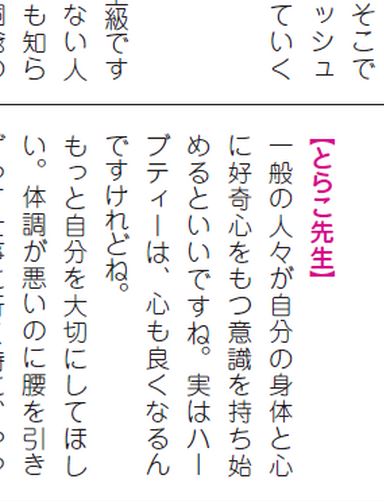 そこで
ッシュ
ていく
級です
ない人
も知ら
【とらこ先生】
一般の人々が自分の身体と心
に好奇心をもつ意識を持ち始
めるといいですね。実はハー
ブティーは、心も良くなるん
ですけれどね。
もっと自分を大切にしてほし
い。体調が悪いのに腰を引き